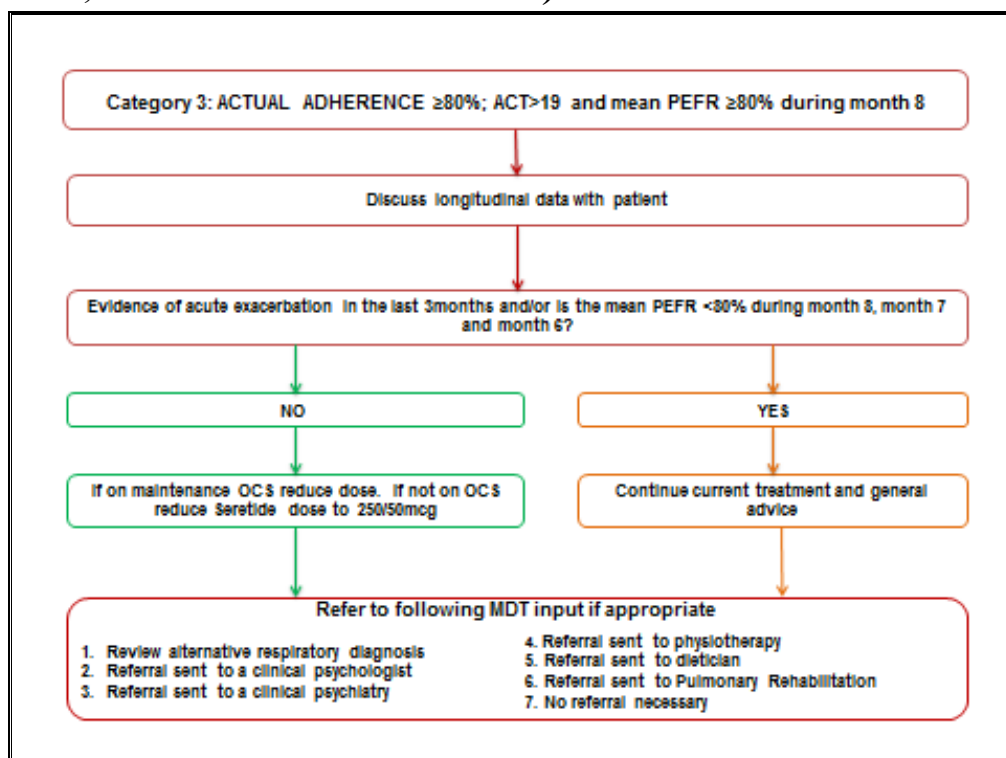 Category 3: ACTUAL ADHERENCE ≥80%; ACT>19 and mean PEFR ≥80% during month 8
Discuss longitudinal data with patient
Evidence of acute exacerbation in the last 3months and/or is the mean PEFR <80% during month 8, month 7
and month 6?
NO
YES
If on maintenance OCS reduce dose. If not on OCS
reduce Seretide dose to 250/50mcg
Continue current treatment and general
advice
Refer to following MDT input if appropriate
1. Review alternative respiratory diagnosis
2. Referral sent to a clinical psychologist
3. Referral sent to a clinical psychiatry
4. Referral sent to physiotherapy
5. Referral sent to dietician
6. Referral sent to Pulmonary Rehabilitation
7. No referral necessary